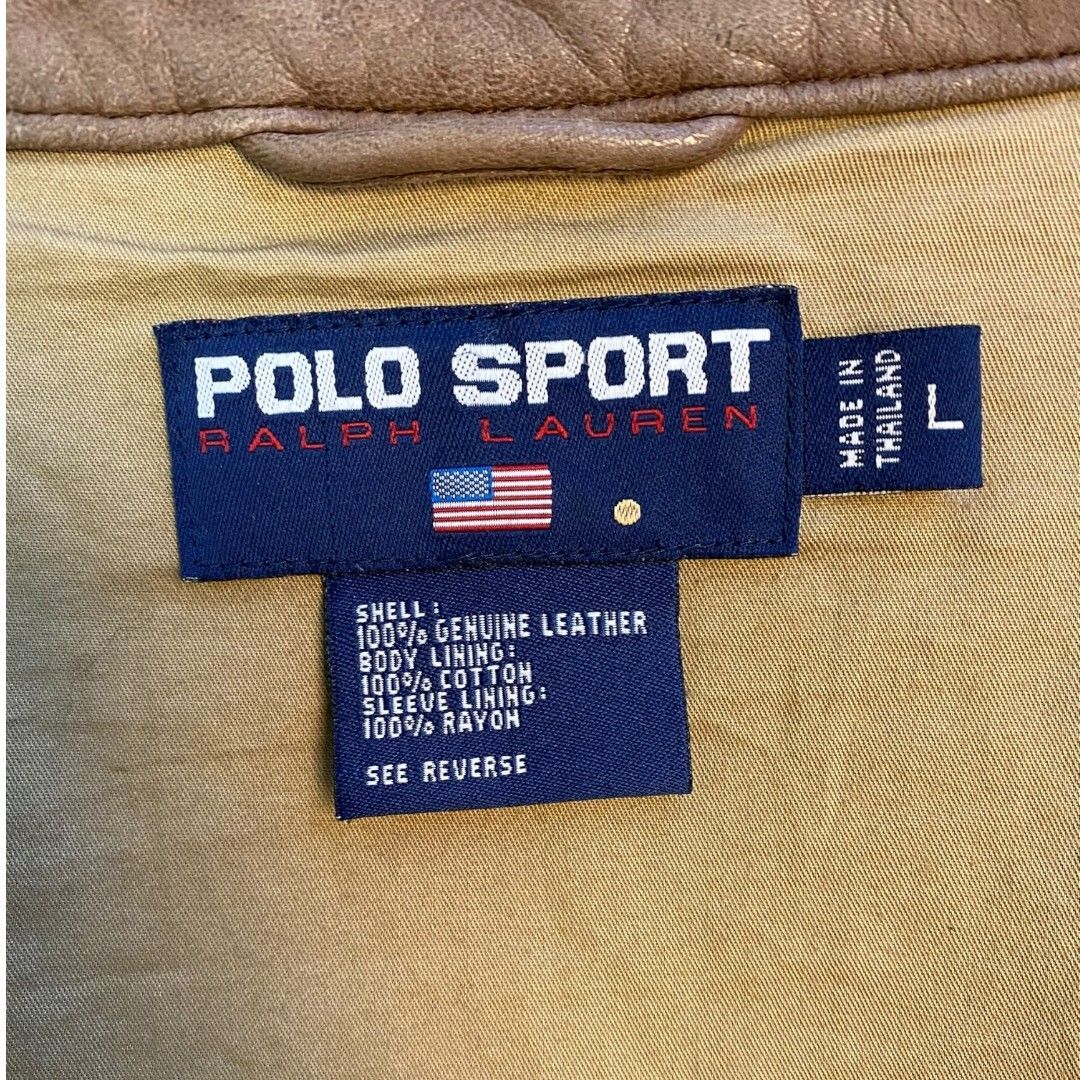 POLO SPORT
RALPH LAUREN
MADE IN
THAILAND
L
SHELL:
100% GENUINE LEATHER
BODY LINING:
100% COTTON
SLEEVE LINING:
100% RAYON
SEE REVERSE